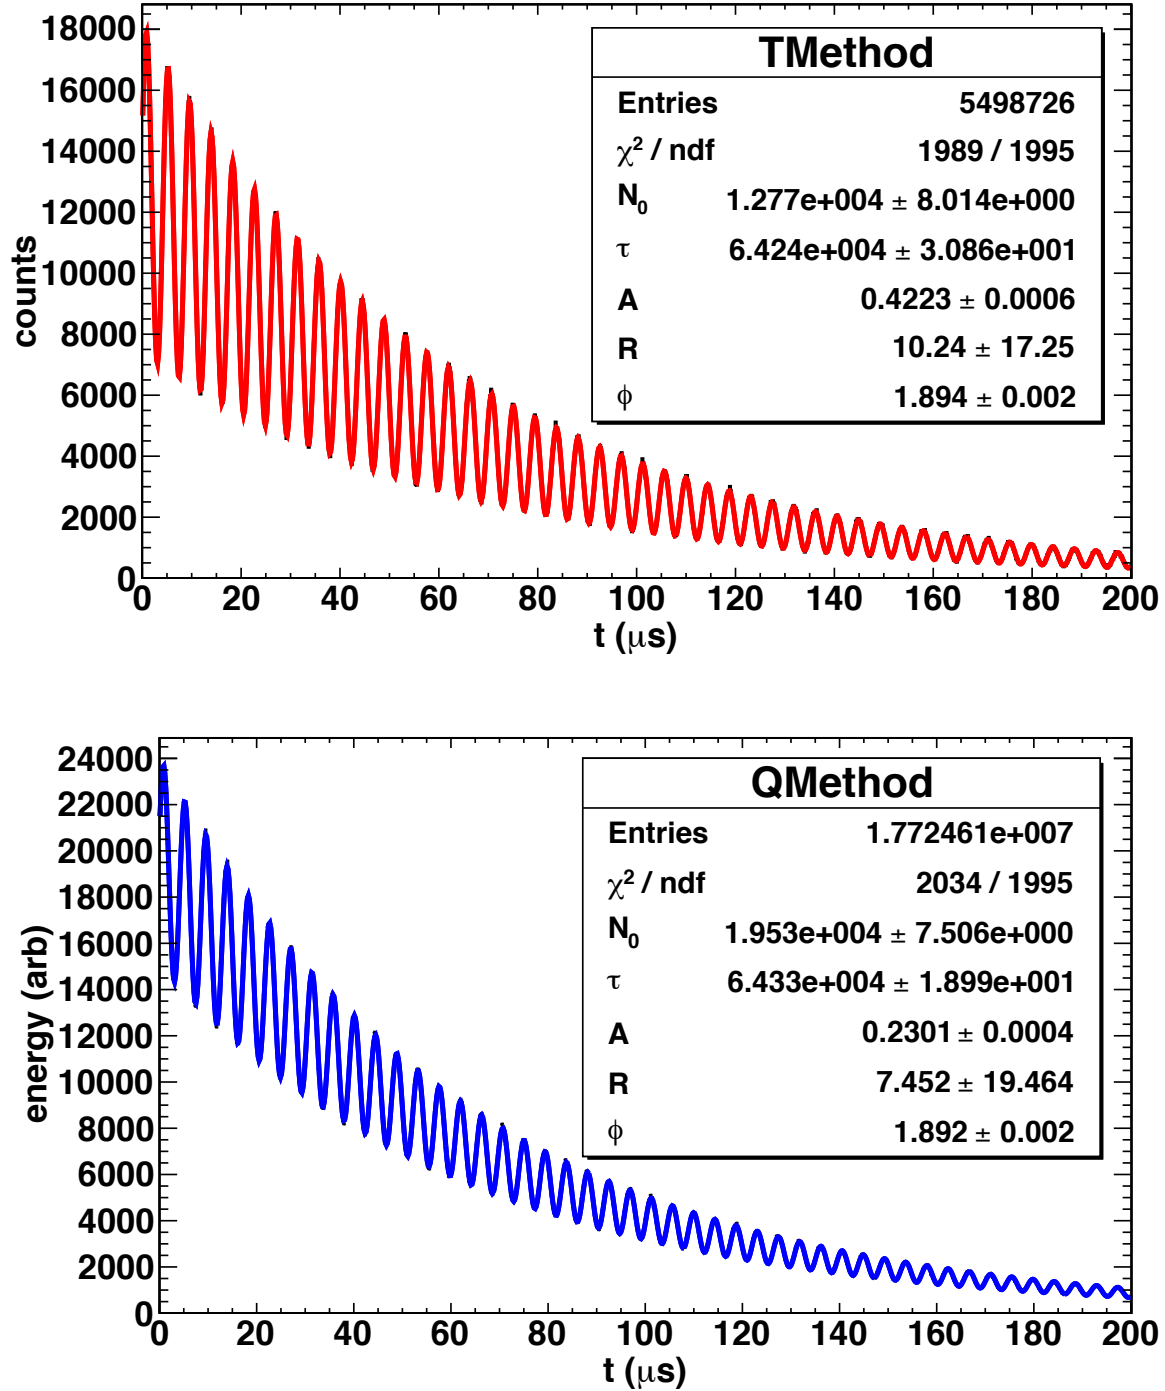 TMethod
Entries 5498726
χ² / ndf 1989 / 1995
N₀ 1.277e+004 ± 8.014e+000
τ 6.424e+004 ± 3.086e+001
A 0.4223 ± 0.0006
R 10.24 ± 17.25
ϕ 1.894 ± 0.002
counts
18000
16000
14000
12000
10000
8000
6000
4000
2000
0
0 20 40 60 80 100 120 140 160 180 200
t (μs)
QMethod
Entries 1.772461e+007
χ² / ndf 2034 / 1995
N₀ 1.953e+004 ± 7.506e+000
τ 6.433e+004 ± 1.899e+001
A 0.2301 ± 0.0004
R 7.452 ± 19.464
ϕ 1.892 ± 0.002
energy (arb)
24000
22000
20000
18000
16000
14000
12000
10000
8000
6000
4000
2000
0
0 20 40 60 80 100 120 140 160 180 200
t (μs)